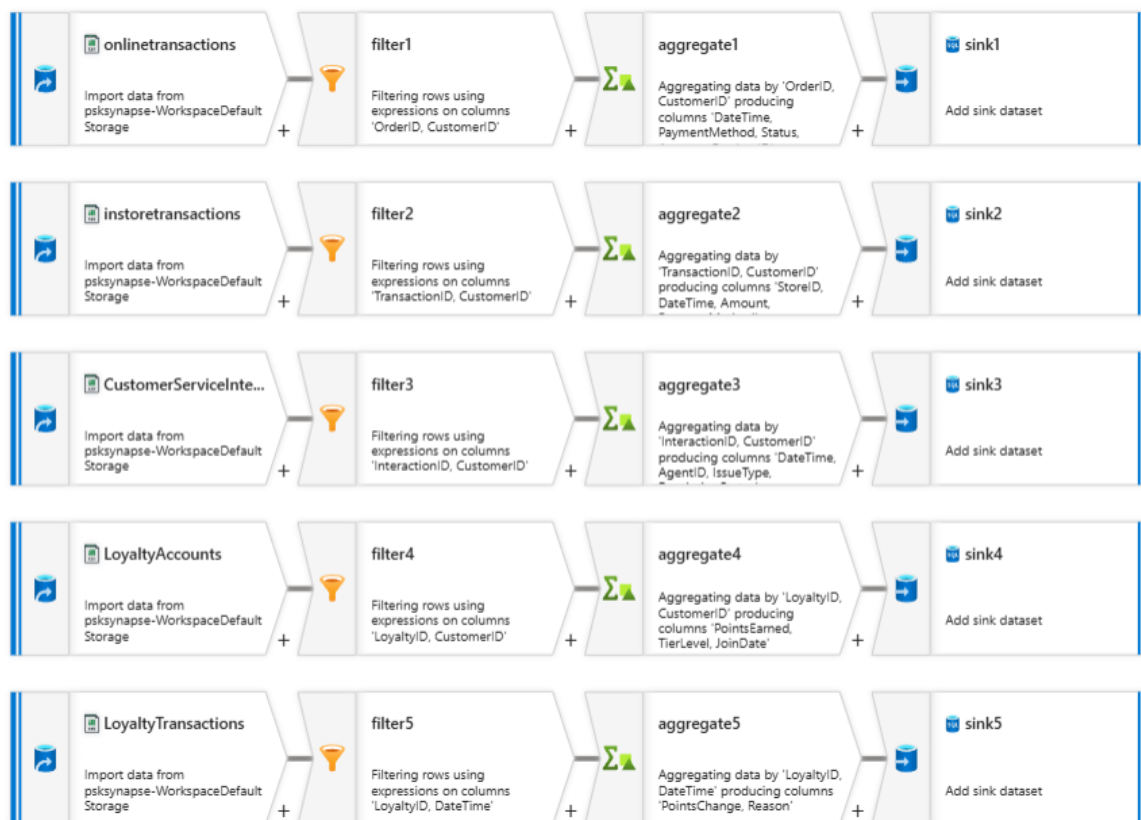 onlinetransactions
Import data from
psksynapse-WorkspaceDefault
Storage
+
filter1
Filtering rows using
expressions on columns
'OrderID, CustomerID'
+
aggregate1
Aggregating data by 'OrderID,
CustomerID' producing
columns 'DateTime,
PaymentMethod, Status,
+
SQL sink1
Add sink dataset
instoretransactions
Import data from
psksynapse-WorkspaceDefault
Storage
+
filter2
Filtering rows using
expressions on columns
'TransactionID, CustomerID'
+
aggregate2
Aggregating data by
'TransactionID, CustomerID'
producing columns 'StoreID,
DateTime, Amount,
+
SQL sink2
Add sink dataset
CustomerServiceInte...
Import data from
psksynapse-WorkspaceDefault
Storage
+
filter3
Filtering rows using
expressions on columns
'InteractionID, CustomerID'
+
aggregate3
Aggregating data by
'InteractionID, CustomerID'
producing columns 'DateTime,
AgentID, IssueType,
+
SQL sink3
Add sink dataset
LoyaltyAccounts
Import data from
psksynapse-WorkspaceDefault
Storage
+
filter4
Filtering rows using
expressions on columns
'LoyaltyID, CustomerID'
+
aggregate4
Aggregating data by 'LoyaltyID,
CustomerID' producing
columns 'PointsEarned,
TierLevel, JoinDate'
+
SQL sink4
Add sink dataset
LoyaltyTransactions
Import data from
psksynapse-WorkspaceDefault
Storage
+
filter5
Filtering rows using
expressions on columns
'LoyaltyID, DateTime'
+
aggregate5
Aggregating data by 'LoyaltyID,
DateTime' producing columns
'PointsChange, Reason'
+
SQL sink5
Add sink dataset